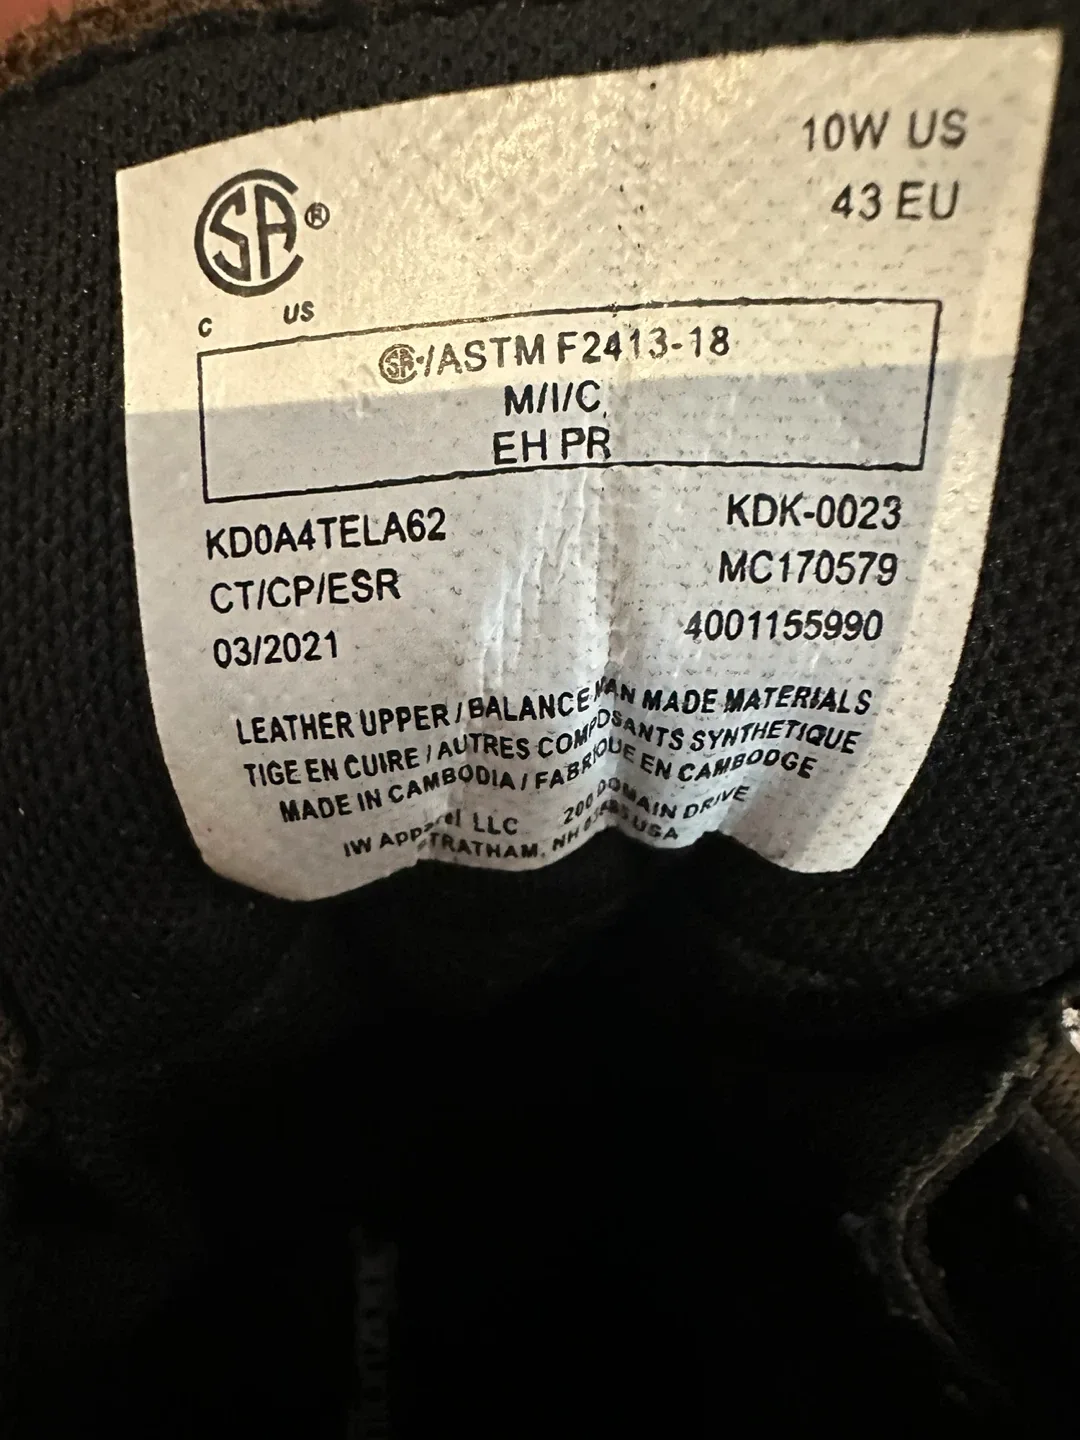 10W US
43 EU
SA ®
C US
SA/ASTM F2413-18
M/I/C
EH PR
KD0A4TELA62
CT/CP/ESR
03/2021
KDK-0023
MC170579
4001155990
LEATHER UPPER / BALANCE MAN MADE MATERIALS
TIGE EN CUIRE / AUTRES COMPOSANTS SYNTHETIQUE
MADE IN CAMBODIA / FABRIQUE EN CAMBODGE
IW Apparel LLC 200 DOMAIN DRIVE
STRATHAM, NH USA